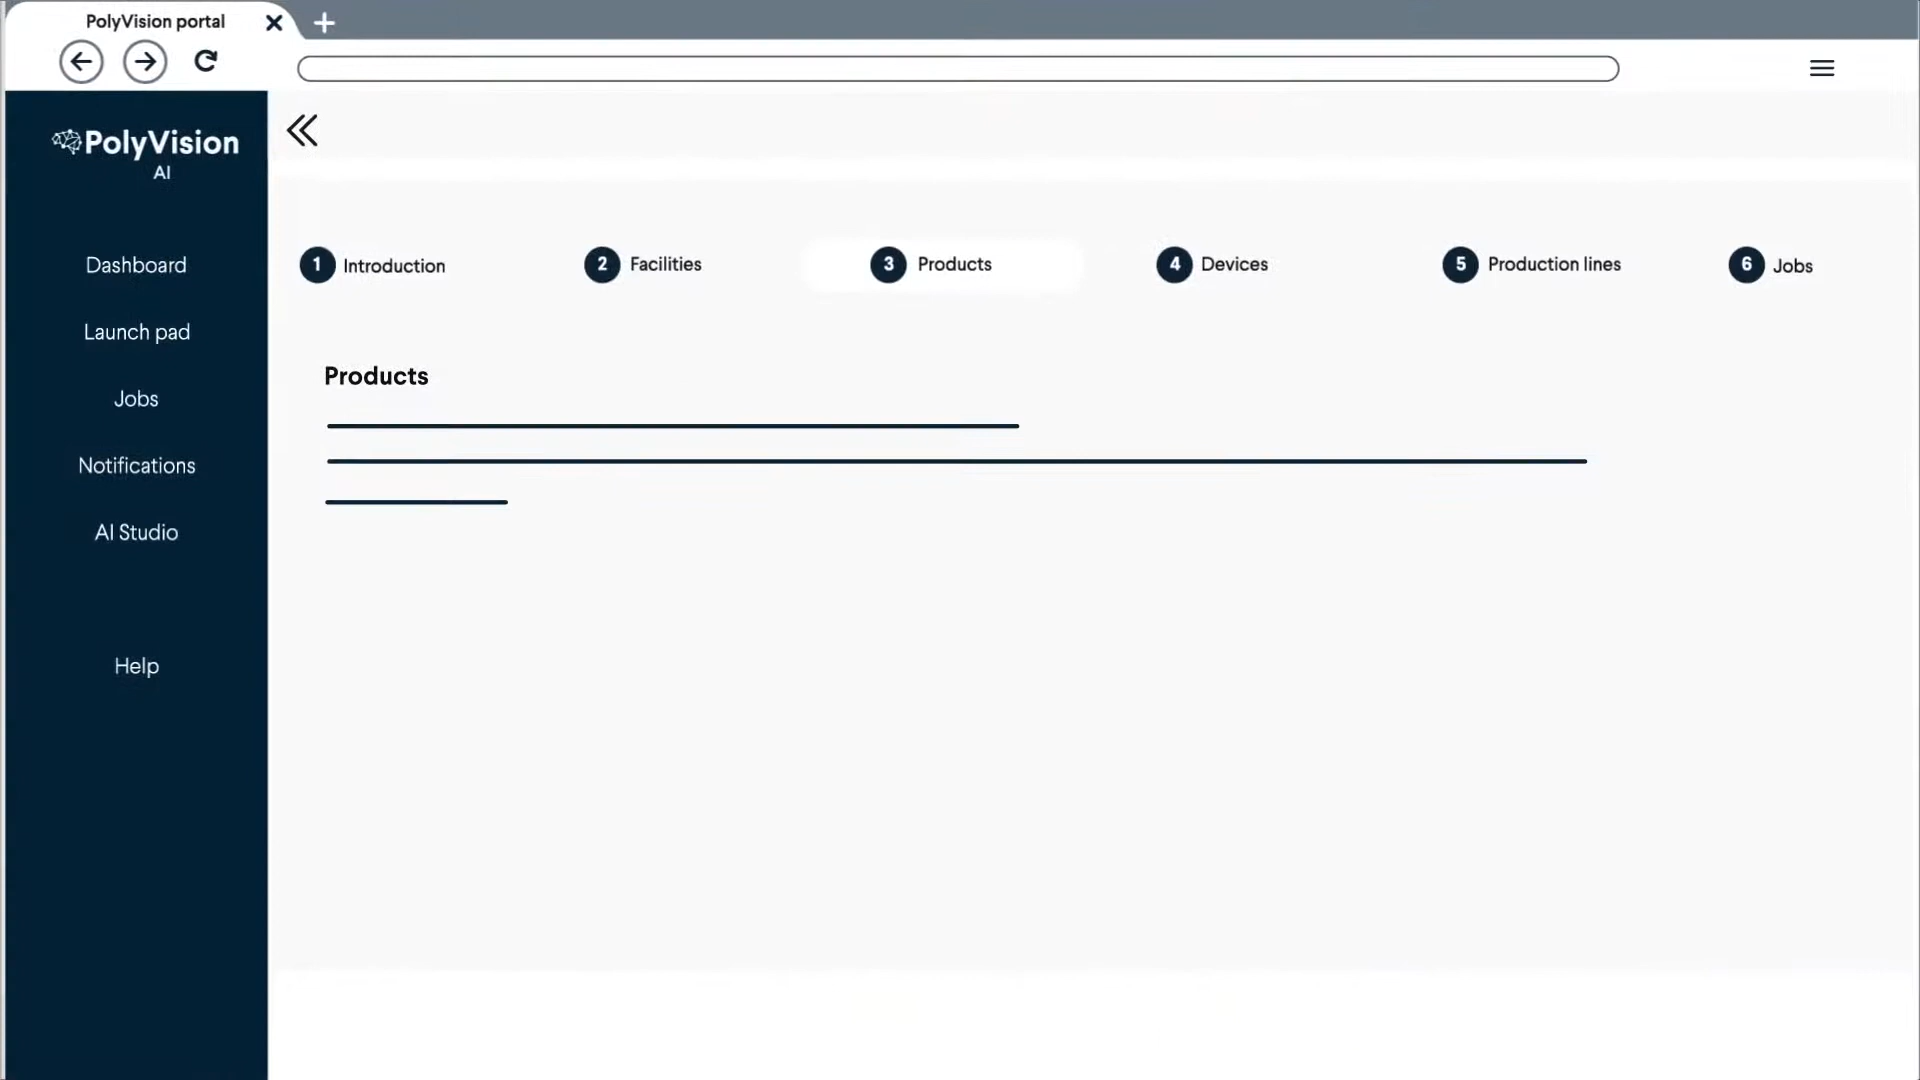 PolyVision portal
PolyVision
AI
Dashboard
Launch pad
Jobs
Notifications
AI Studio
Help
1 Introduction
2 Facilities
3 Products
4 Devices
5 Production lines
6 Jobs
Products